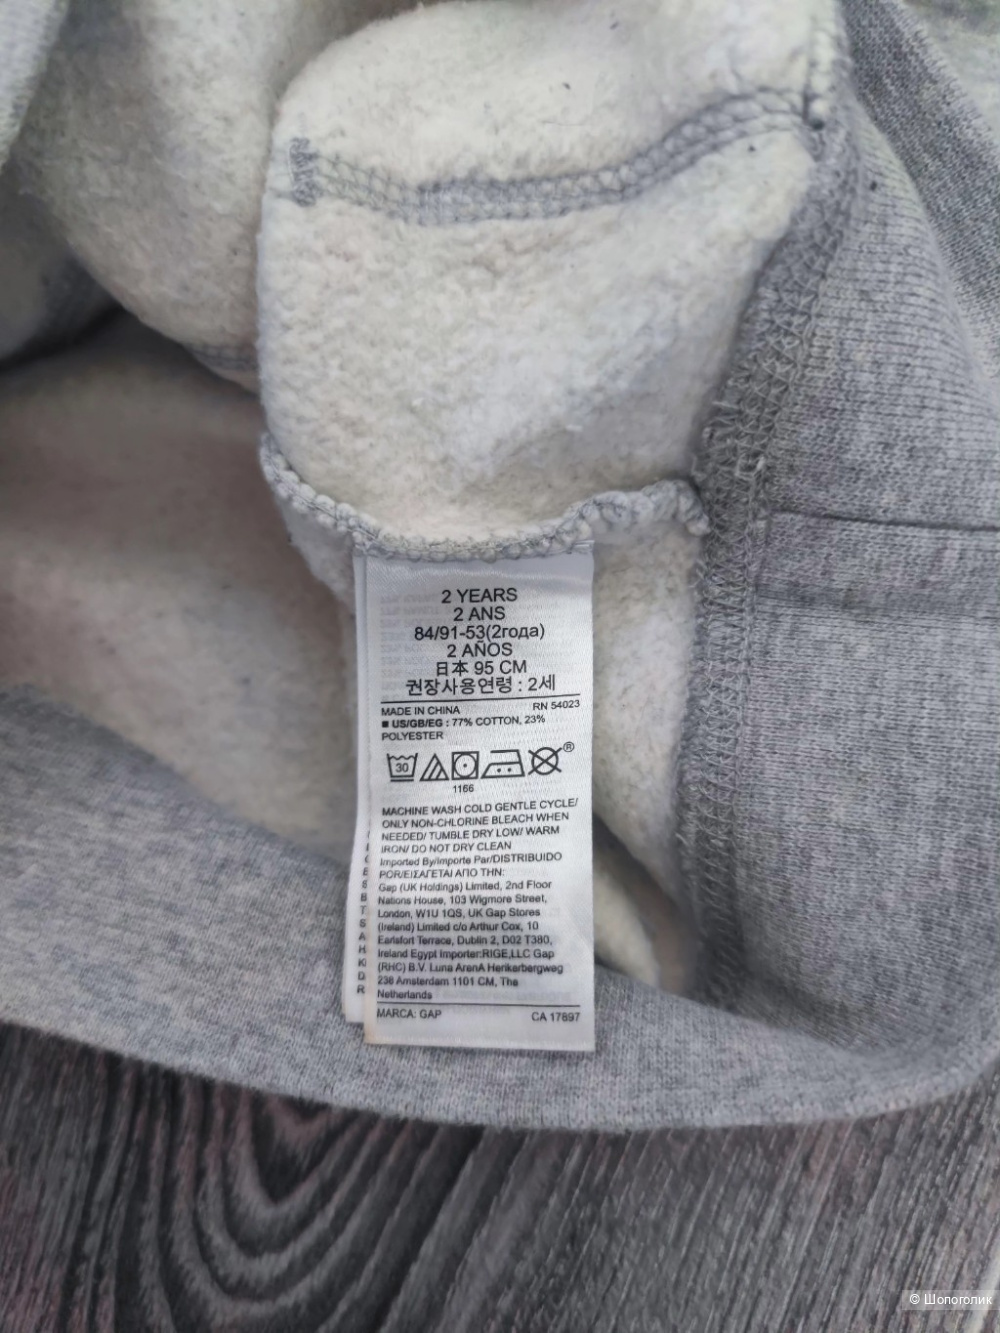 2 YEARS
2 ANS
84/91-53(2года)
2 AÑOS
日本 95 CM
권장사용연령 : 2세
MADE IN CHINA RN 54023
■ US/GB/EG : 77% COTTON, 23%
POLYESTER
30
1166
MACHINE WASH COLD GENTLE CYCLE/
ONLY NON-CHLORINE BLEACH WHEN
NEEDED/ TUMBLE DRY LOW/ WARM
IRON/ DO NOT DRY CLEAN
Imported By/Importe Par/DISTRIBUIDO
POR/ΕΙΣΑΓΕΤΑΙ ΑΠΟ ΤΗΝ:
Gap (UK Holdings) Limited, 2nd Floor
Nations House, 103 Wigmore Street,
London, W1U 1QS, UK Gap Stores
(Ireland) Limited c/o Arthur Cox, 10
Earlsfort Terrace, Dublin 2, D02 T380,
Ireland Egypt Importer:RIGE,LLC Gap
(RHC) B.V. Luna ArenA Herikerbergweg
238 Amsterdam 1101 CM, The
Netherlands
MARCA: GAP CA 17897
© Шопоголик